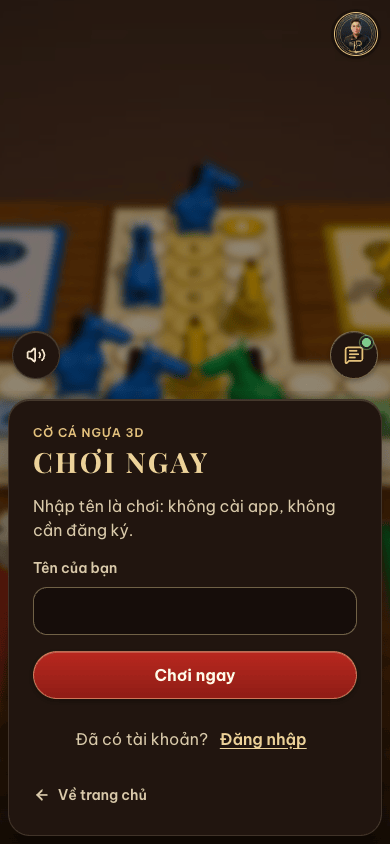 CỜ CÁ NGỰA 3D
CHƠI NGAY
Nhập tên là chơi: không cài app, không
cần đăng ký.
Tên của bạn
Chơi ngay
Đã có tài khoản? Đăng nhập
Về trang chủ